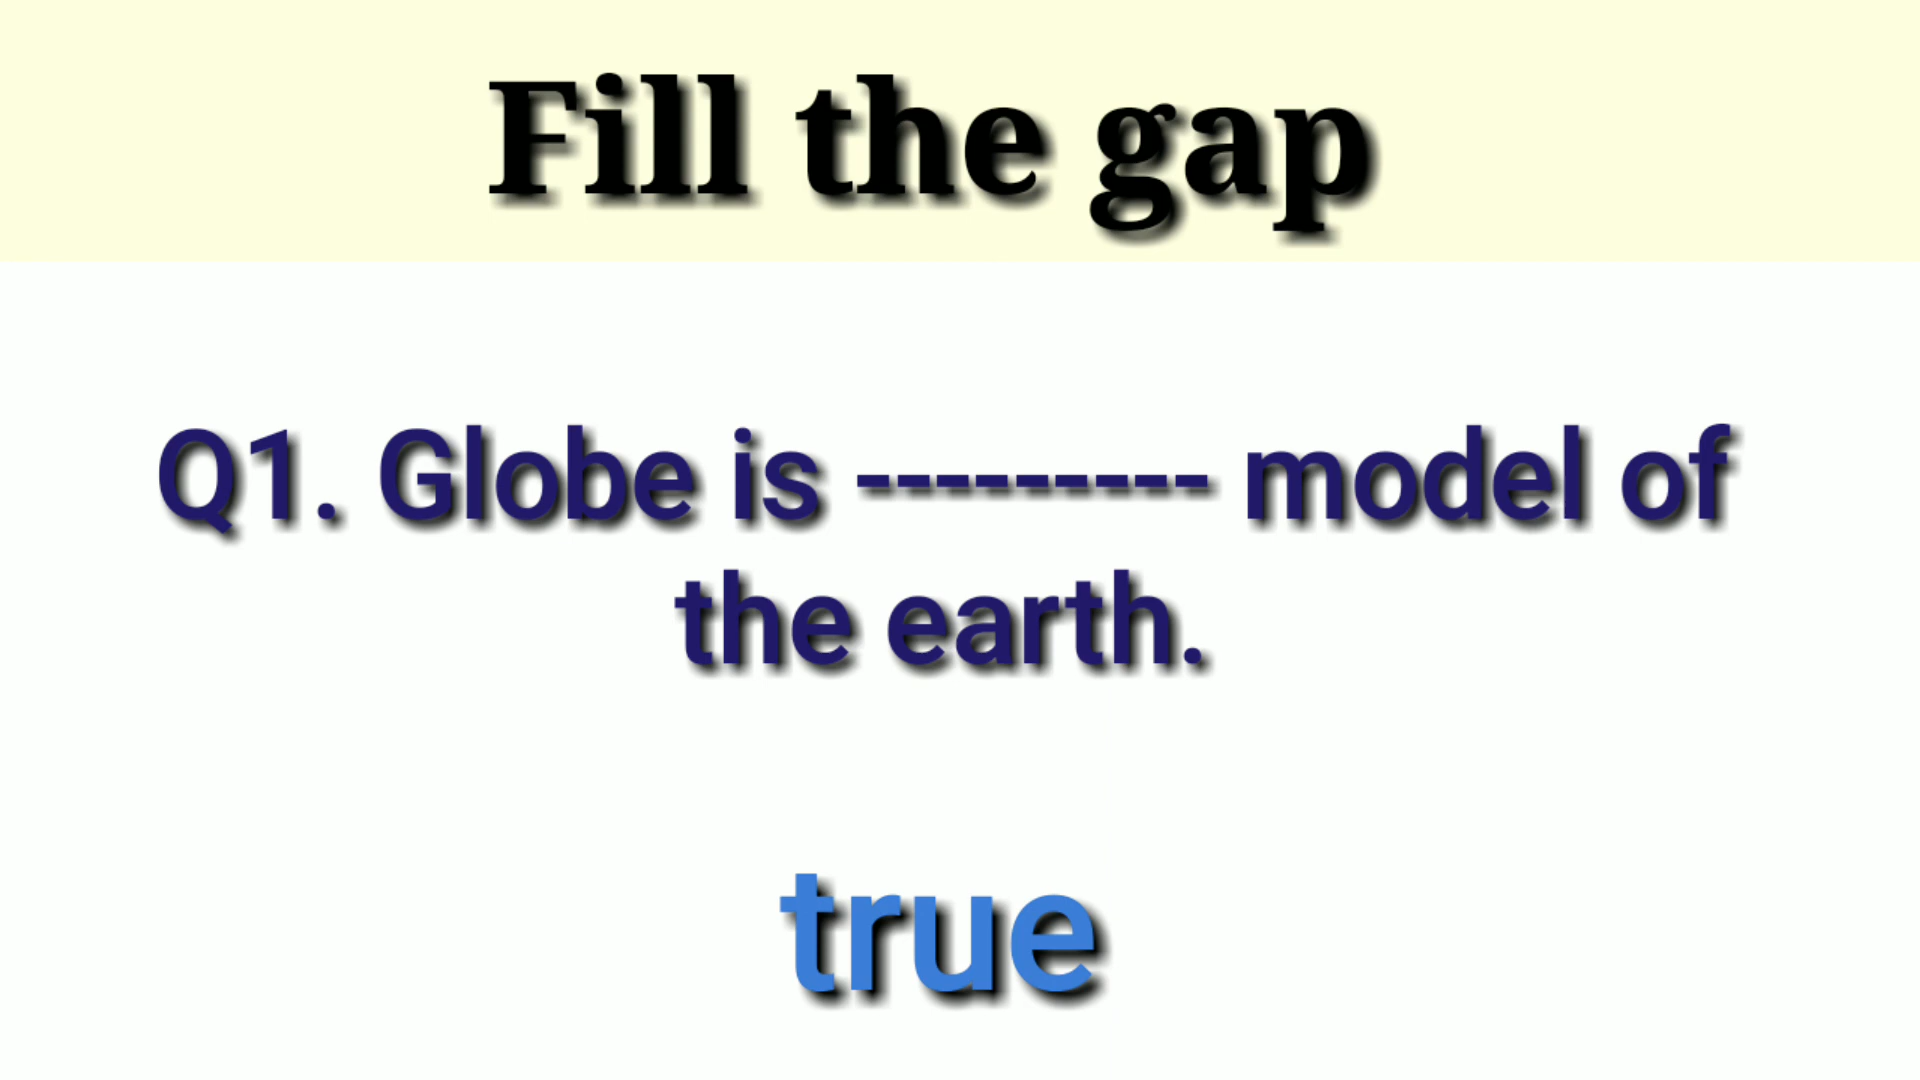 Fill the gap
Q1. Globe is --------- model of
the earth.
true